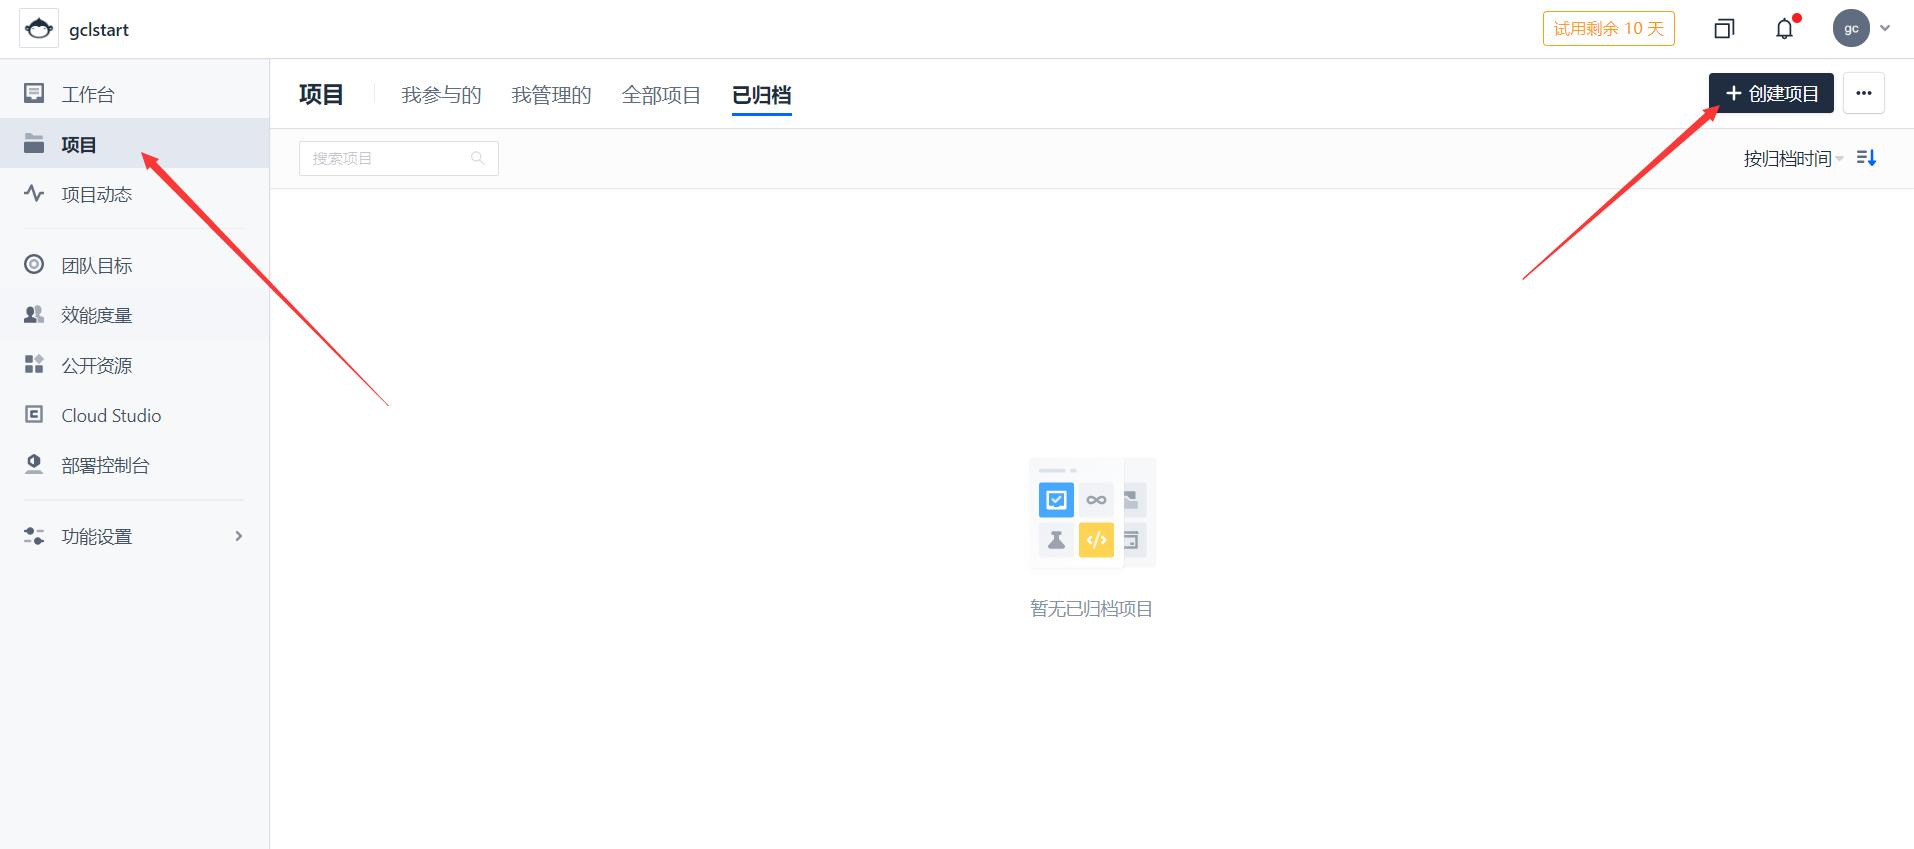 gclstart
试用剩余 10 天
gc
工作台
项目
项目动态
团队目标
效能度量
公开资源
Cloud Studio
部署控制台
功能设置
项目 我参与的 我管理的 全部项目 已归档
创建项目
搜索项目
按归档时间
暂无已归档项目